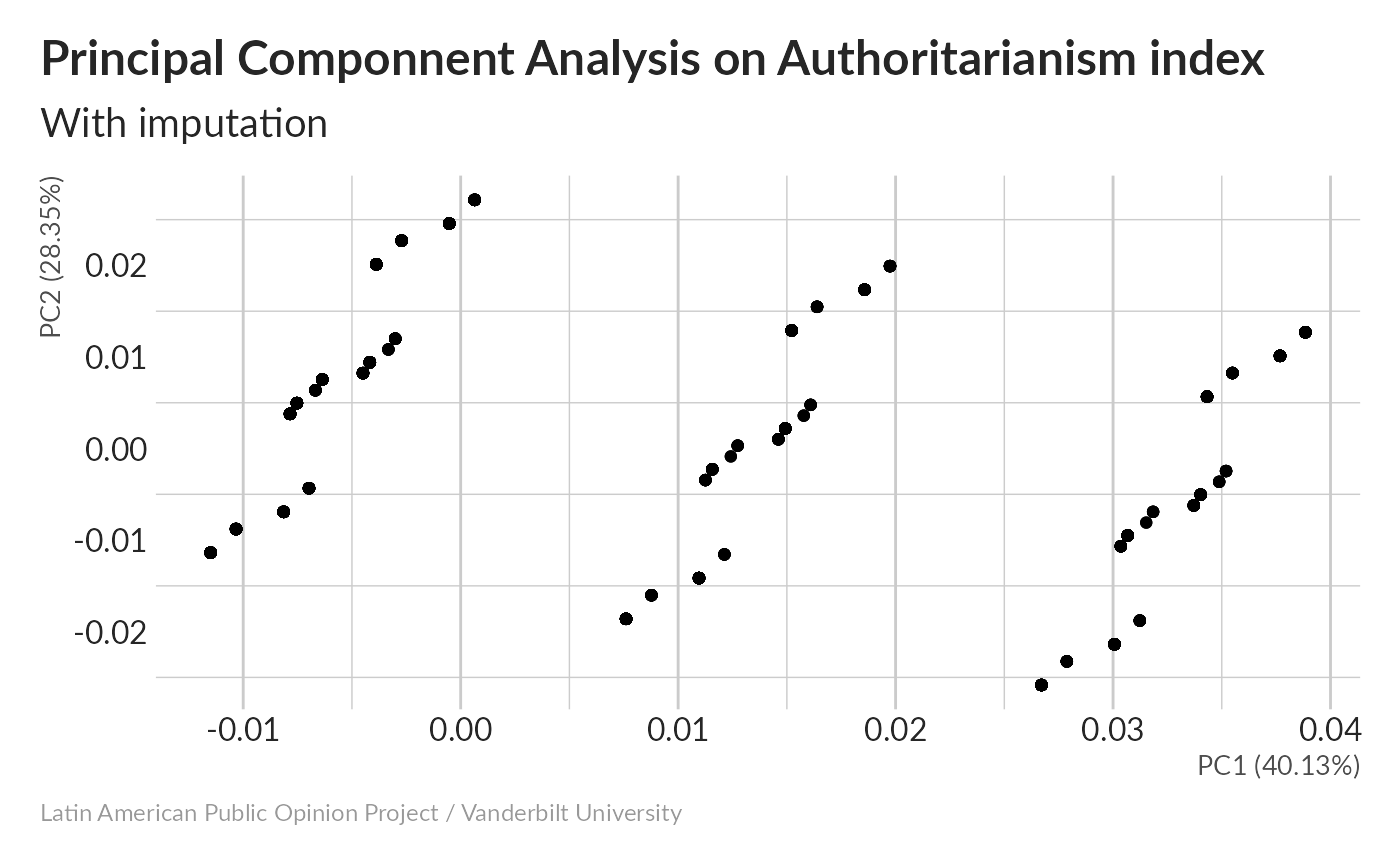 Principal Componnent Analysis on Authoritarianism index
With imputation
PC2 (28.35%)
0.02
0.01
0.00
-0.01
-0.02
-0.01 0.00 0.01 0.02 0.03 0.04
PC1 (40.13%)
Latin American Public Opinion Project / Vanderbilt University